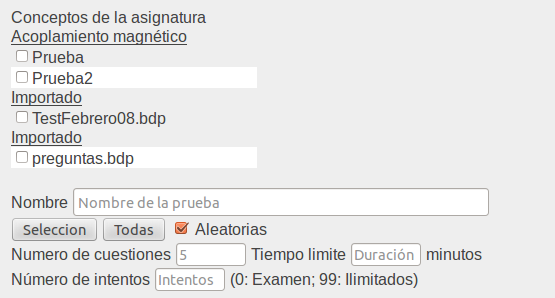 Conceptos de la asignatura
Acoplamiento magnético
Prueba
Prueba2
Importado
TestFebrero08.bdp
Importado
preguntas.bdp
Nombre Nombre de la prueba
Seleccion Todas Aleatorias
Numero de cuestiones 5 Tiempo limite Duración minutos
Número de intentos Intentos (0: Examen; 99: Ilimitados)